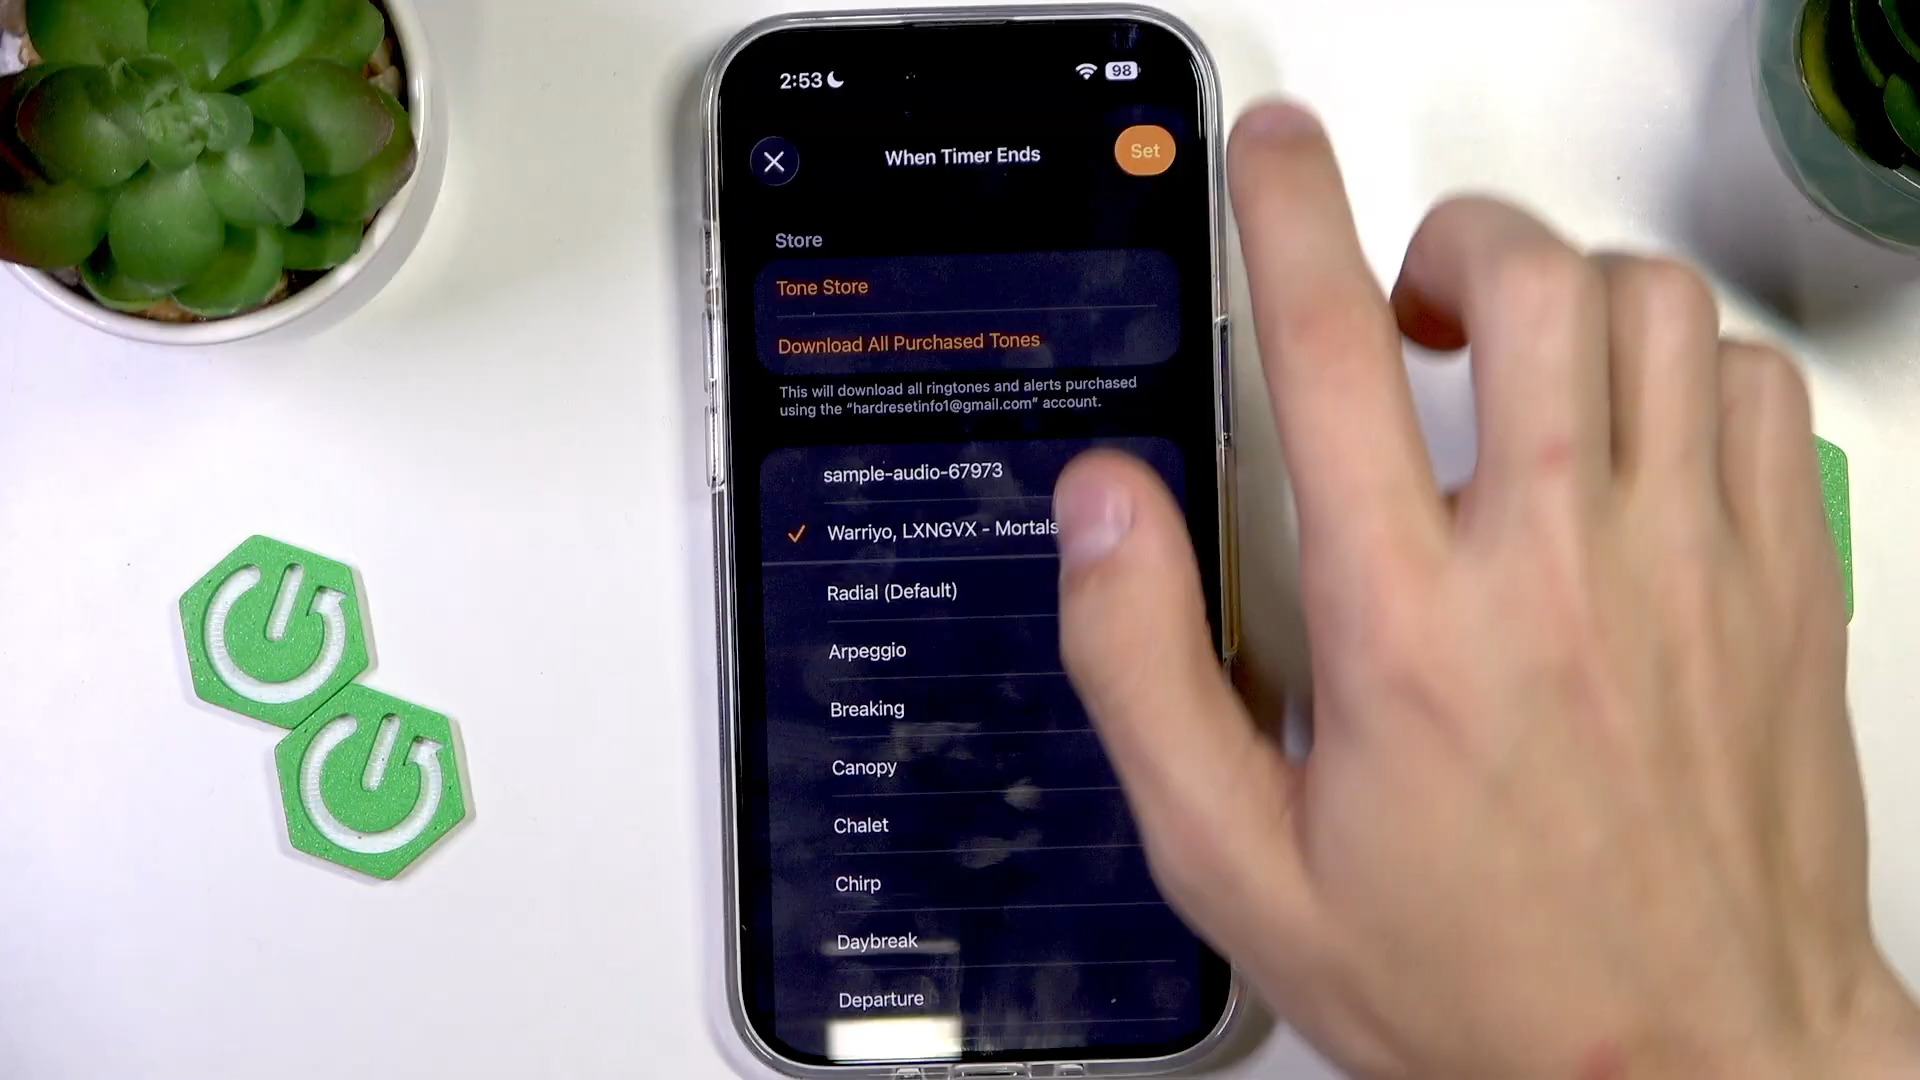 2:53
98
When Timer Ends
Set
Store
Tone Store
Download All Purchased Tones
This will download all ringtones and alerts purchased
using the “hardresetinfo1@gmail.com” account.
sample-audio-67973
Warriyo, LXNGVX - Mortals
Radial (Default)
Arpeggio
Breaking
Canopy
Chalet
Chirp
Daybreak
Departure